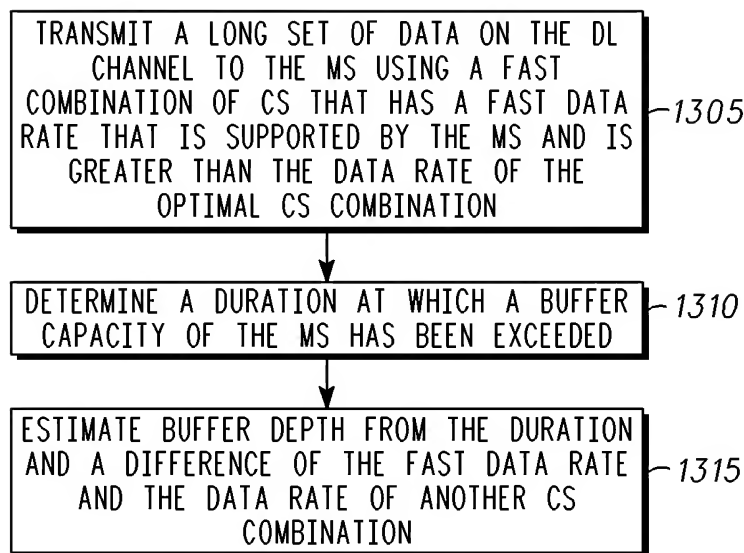 TRANSMIT A LONG SET OF DATA ON THE DL
CHANNEL TO THE MS USING A FAST
COMBINATION OF CS THAT HAS A FAST DATA
RATE THAT IS SUPPORTED BY THE MS AND IS
GREATER THAN THE DATA RATE OF THE
OPTIMAL CS COMBINATION
1305
DETERMINE A DURATION AT WHICH A BUFFER
CAPACITY OF THE MS HAS BEEN EXCEEDED
1310
ESTIMATE BUFFER DEPTH FROM THE DURATION
AND A DIFFERENCE OF THE FAST DATA RATE
AND THE DATA RATE OF ANOTHER CS
COMBINATION
1315